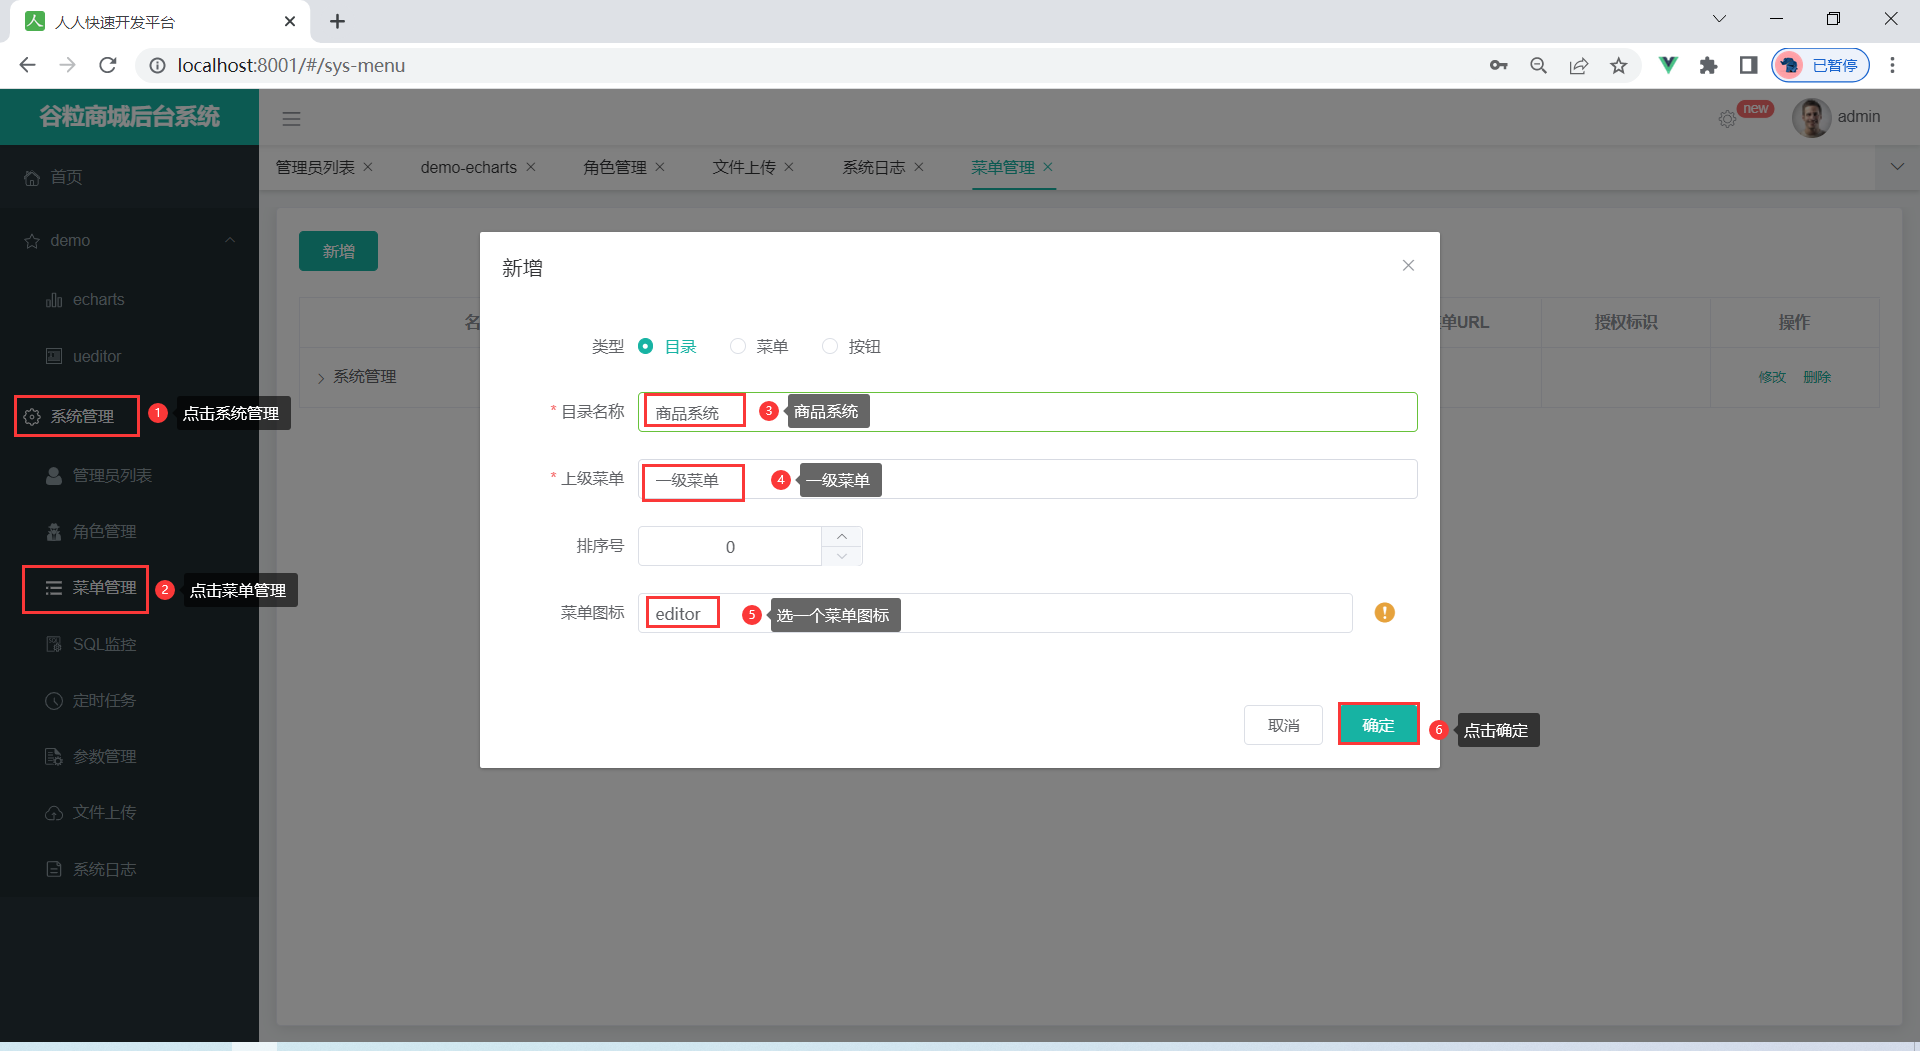 人人快速开发平台
localhost:8001/#/sys-menu
已暂停
谷粒商城后台系统
new
admin
管理员列表
demo-echarts
角色管理
文件上传
系统日志
菜单管理
首页
demo
echarts
ueditor
系统管理
1
点击系统管理
管理员列表
角色管理
菜单管理
2
点击菜单管理
SQL监控
定时任务
参数管理
文件上传
系统日志
新增
名
单URL
授权标识
操作
系统管理
修改 删除
新增
类型 目录 菜单 按钮
* 目录名称 商品系统 3 商品系统
* 上级菜单 一级菜单 4 一级菜单
排序号 0
菜单图标 editor 5 选一个菜单图标
取消 确定 6 点击确定